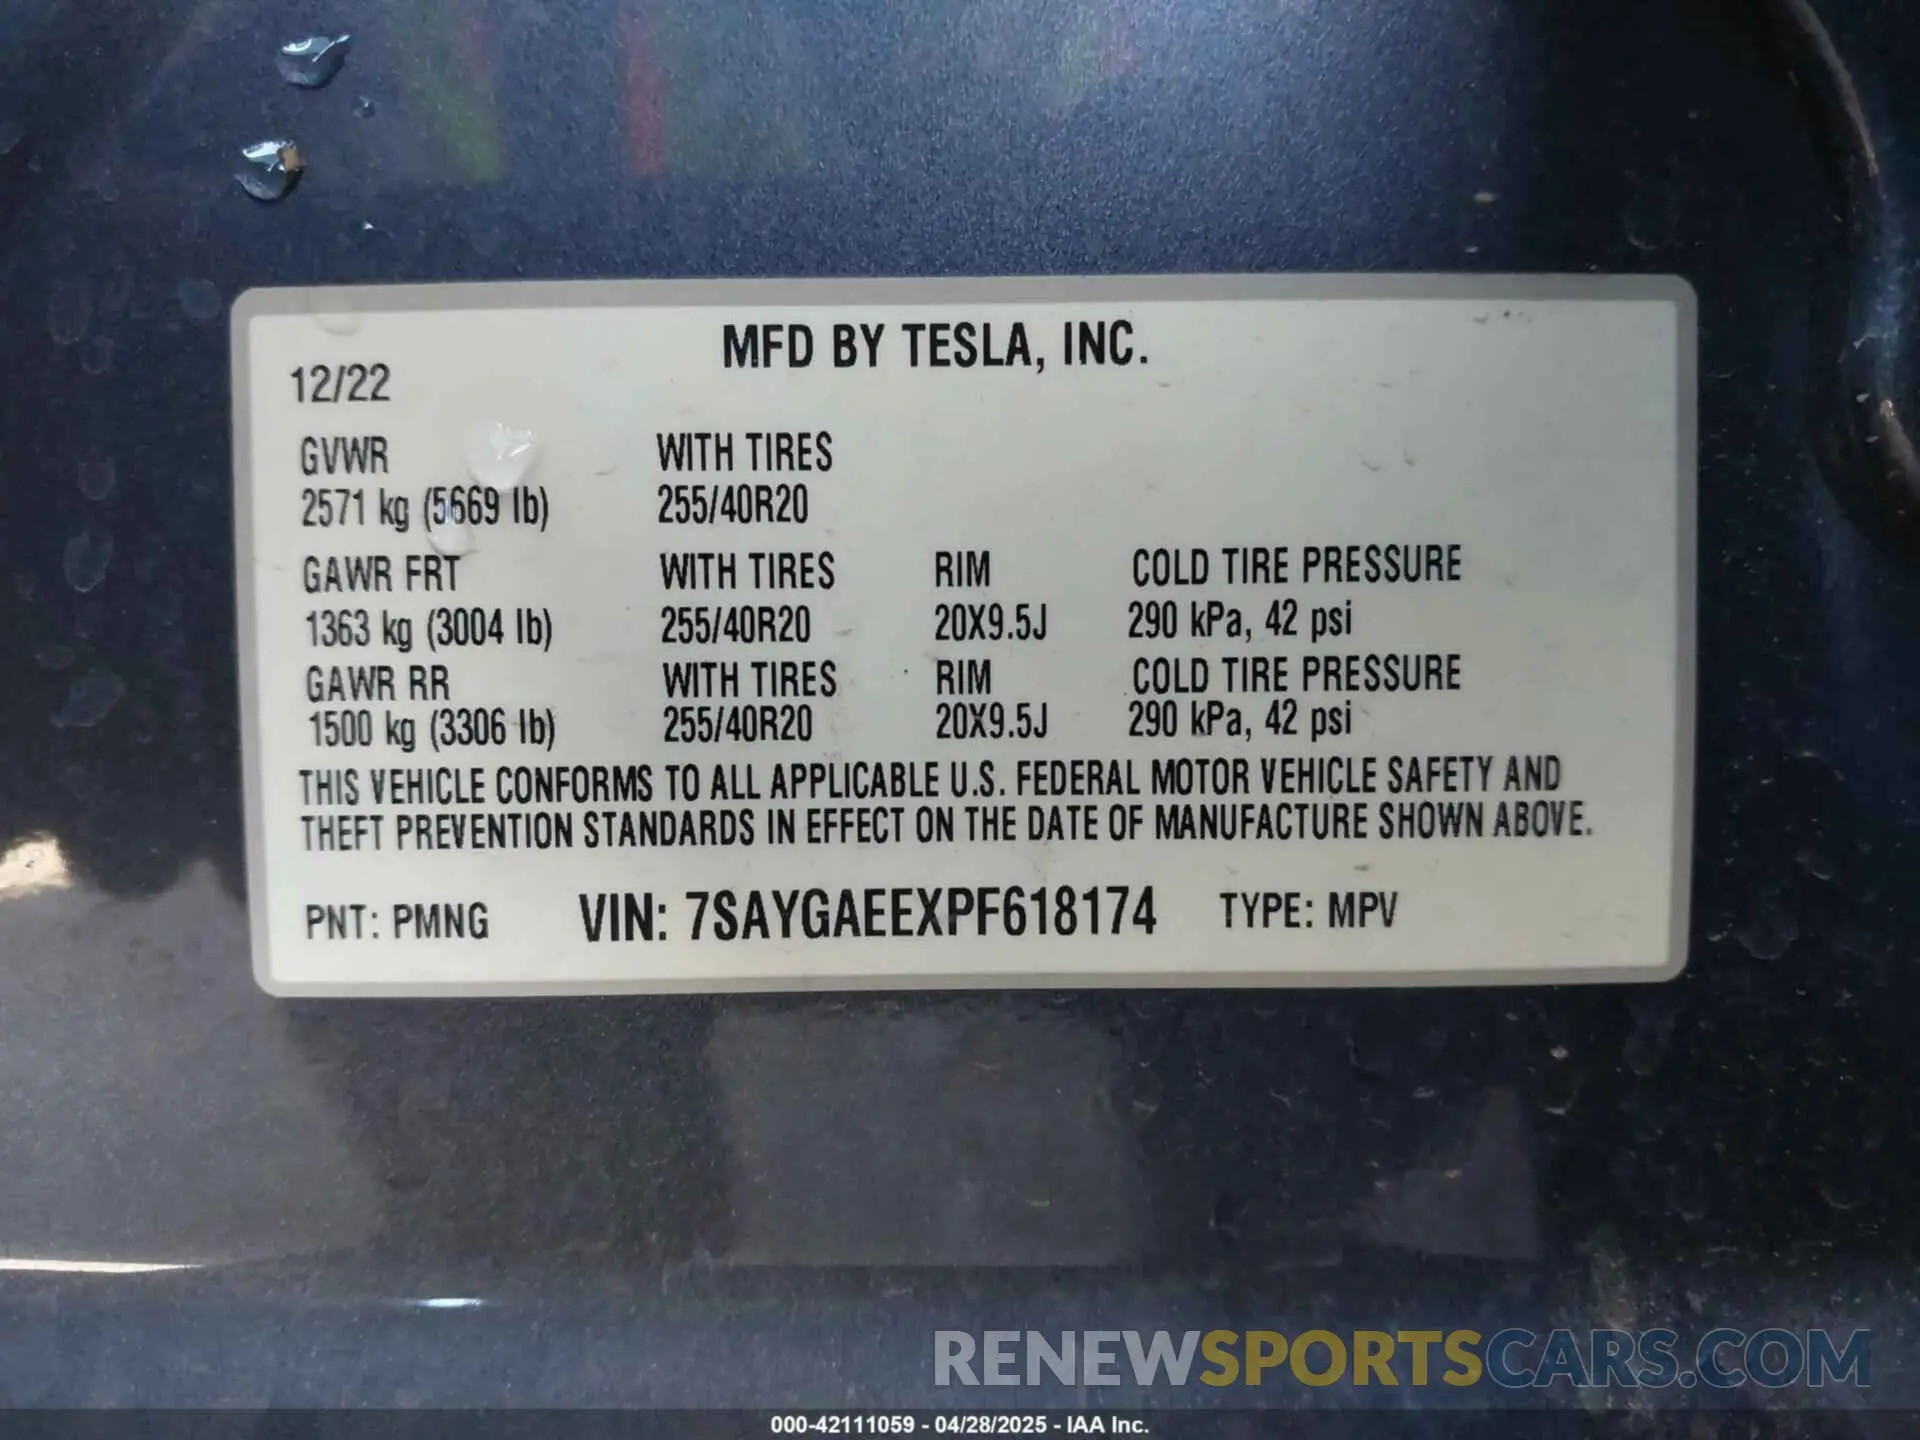 MFD BY TESLA, INC.
12/22
GVWR WITH TIRES
2571 kg (5669 lb) 255/40R20
GAWR FRT WITH TIRES RIM COLD TIRE PRESSURE
1363 kg (3004 lb) 255/40R20 20X9.5J 290 kPa, 42 psi
GAWR RR WITH TIRES RIM COLD TIRE PRESSURE
1500 kg (3306 lb) 255/40R20 20X9.5J 290 kPa, 42 psi
THIS VEHICLE CONFORMS TO ALL APPLICABLE U.S. FEDERAL MOTOR VEHICLE SAFETY AND
THEFT PREVENTION STANDARDS IN EFFECT ON THE DATE OF MANUFACTURE SHOWN ABOVE.
PNT: PMNG VIN: 7SAYGAEEXPF618174 TYPE: MPV
RENEWSPORTSCARS.COM
000-42111059 - 04/28/2025 - IAA Inc.